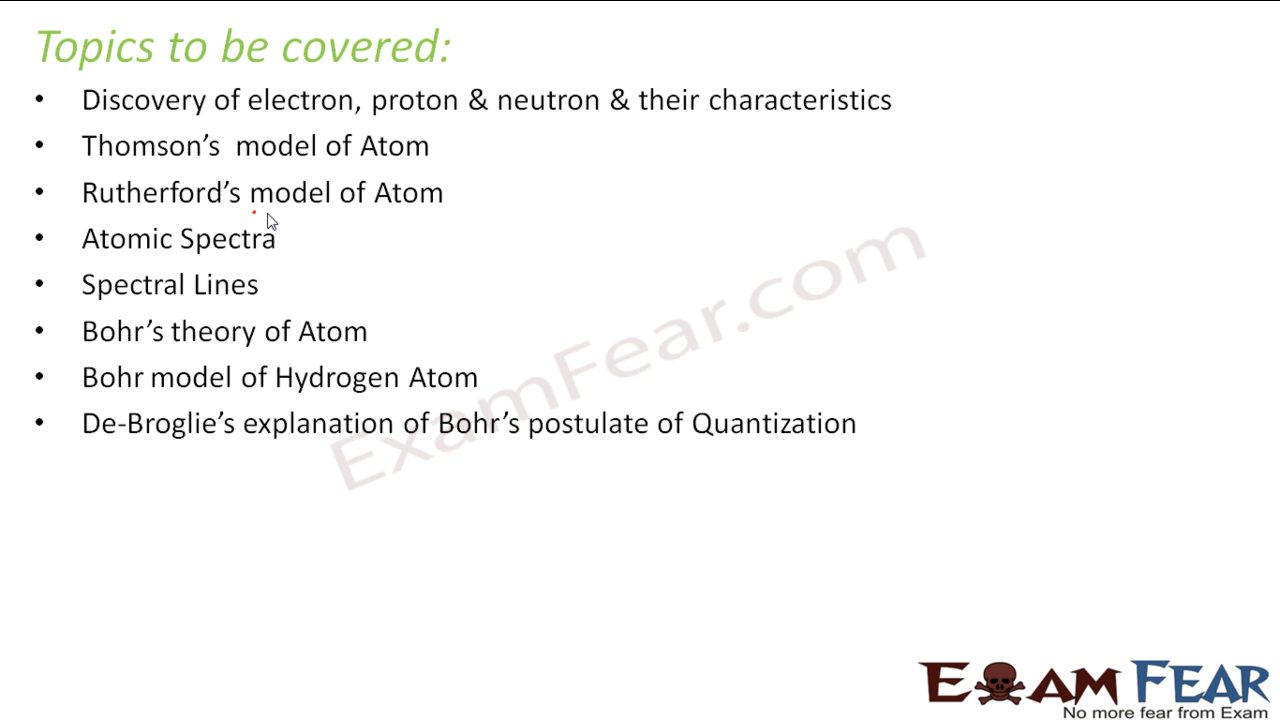 Topics to be covered:
• Discovery of electron, proton & neutron & their characteristics
• Thomson's model of Atom
• Rutherford's model of Atom
• Atomic Spectra
• Spectral Lines
• Bohr's theory of Atom
• Bohr model of Hydrogen Atom
• De-Broglie's explanation of Bohr's postulate of Quantization
ExamFear.com
EXAM FEAR
No more fear from Exam